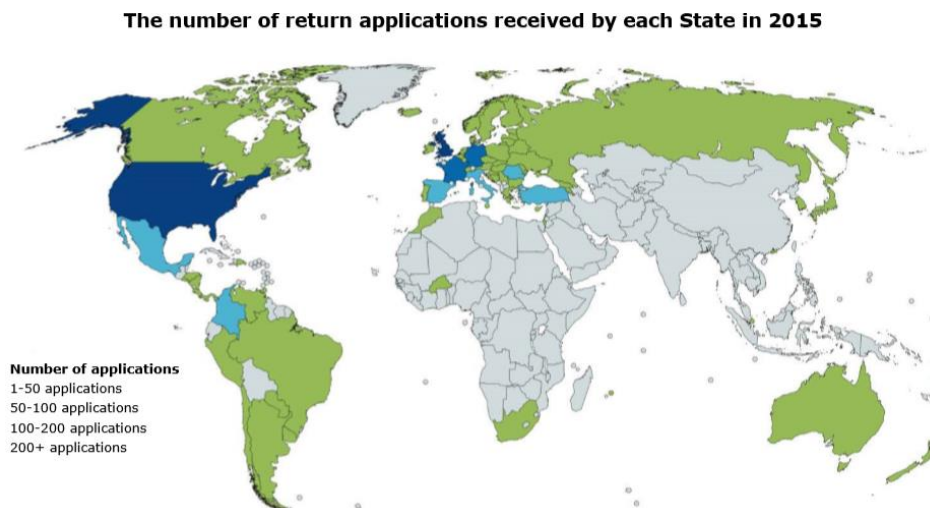 The number of return applications received by each State in 2015
Number of applications
1-50 applications
50-100 applications
100-200 applications
200+ applications